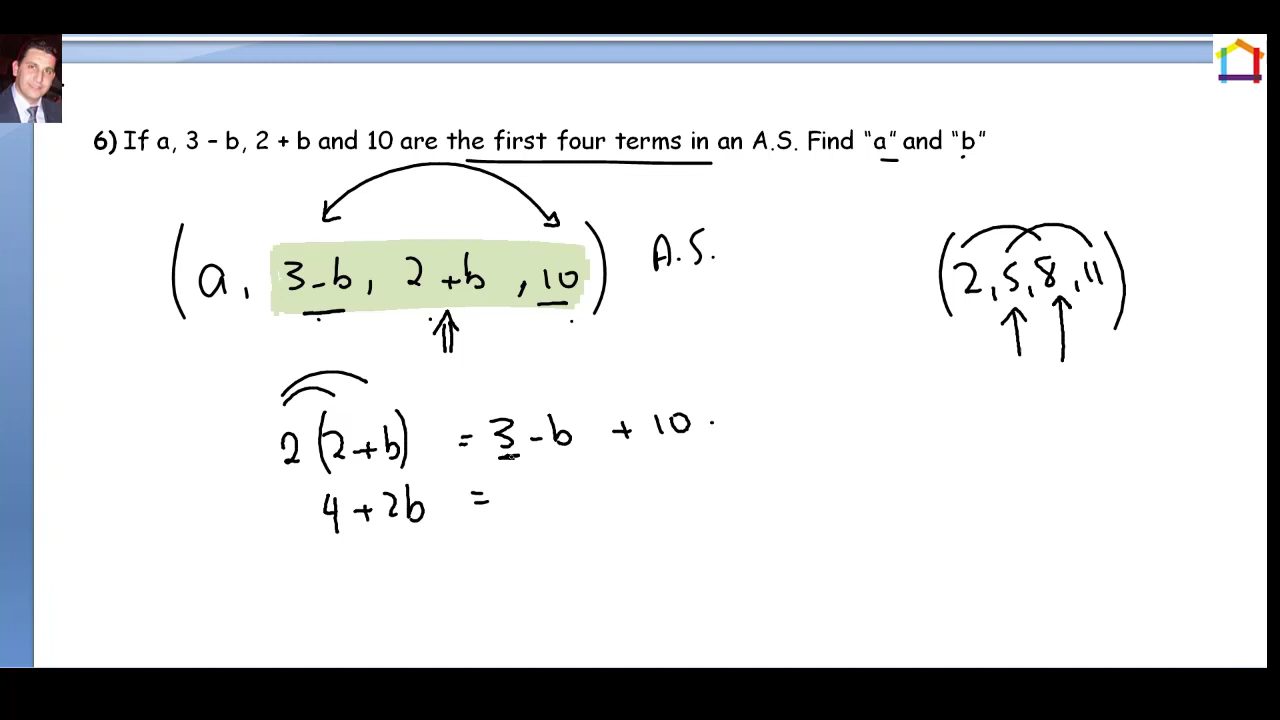 6) If a, 3 – b, 2 + b and 10 are the first four terms in an A.S. Find “a” and “b”
(a, 3-b, 2+b, 10) A.S.
(2, 5, 8, 11)
2(2+b) = 3-b + 10
4+2b =